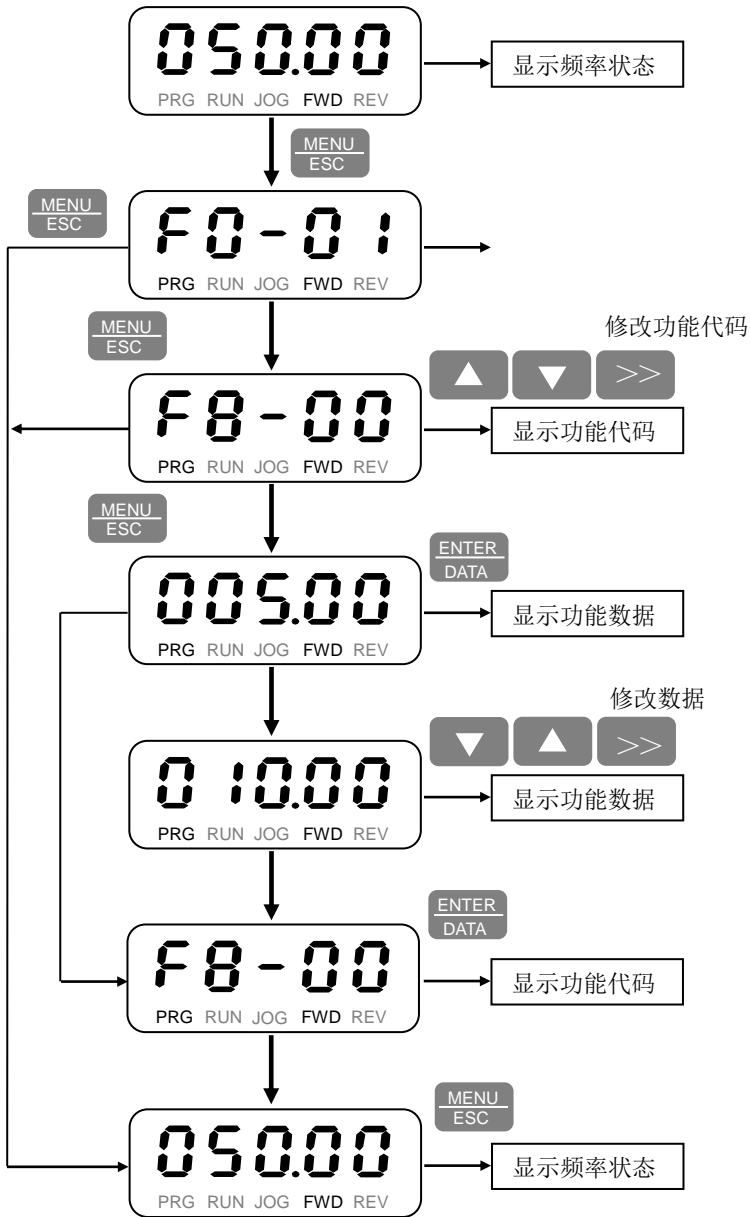 050.00
显示频率状态
PRG RUN JOG FWD REV
MENU
ESC
MENU
ESC
F0-01
PRG RUN JOG FWD REV
MENU
ESC
修改功能代码
▲ ▼ >>
F8-00
显示功能代码
PRG RUN JOG FWD REV
MENU
ESC
ENTER
DATA
005.00
显示功能数据
PRG RUN JOG FWD REV
修改数据
▼ ▲ >>
010.00
显示功能数据
PRG RUN JOG FWD REV
ENTER
DATA
F8-00
显示功能代码
PRG RUN JOG FWD REV
MENU
ESC
050.00
显示频率状态
PRG RUN JOG FWD REV